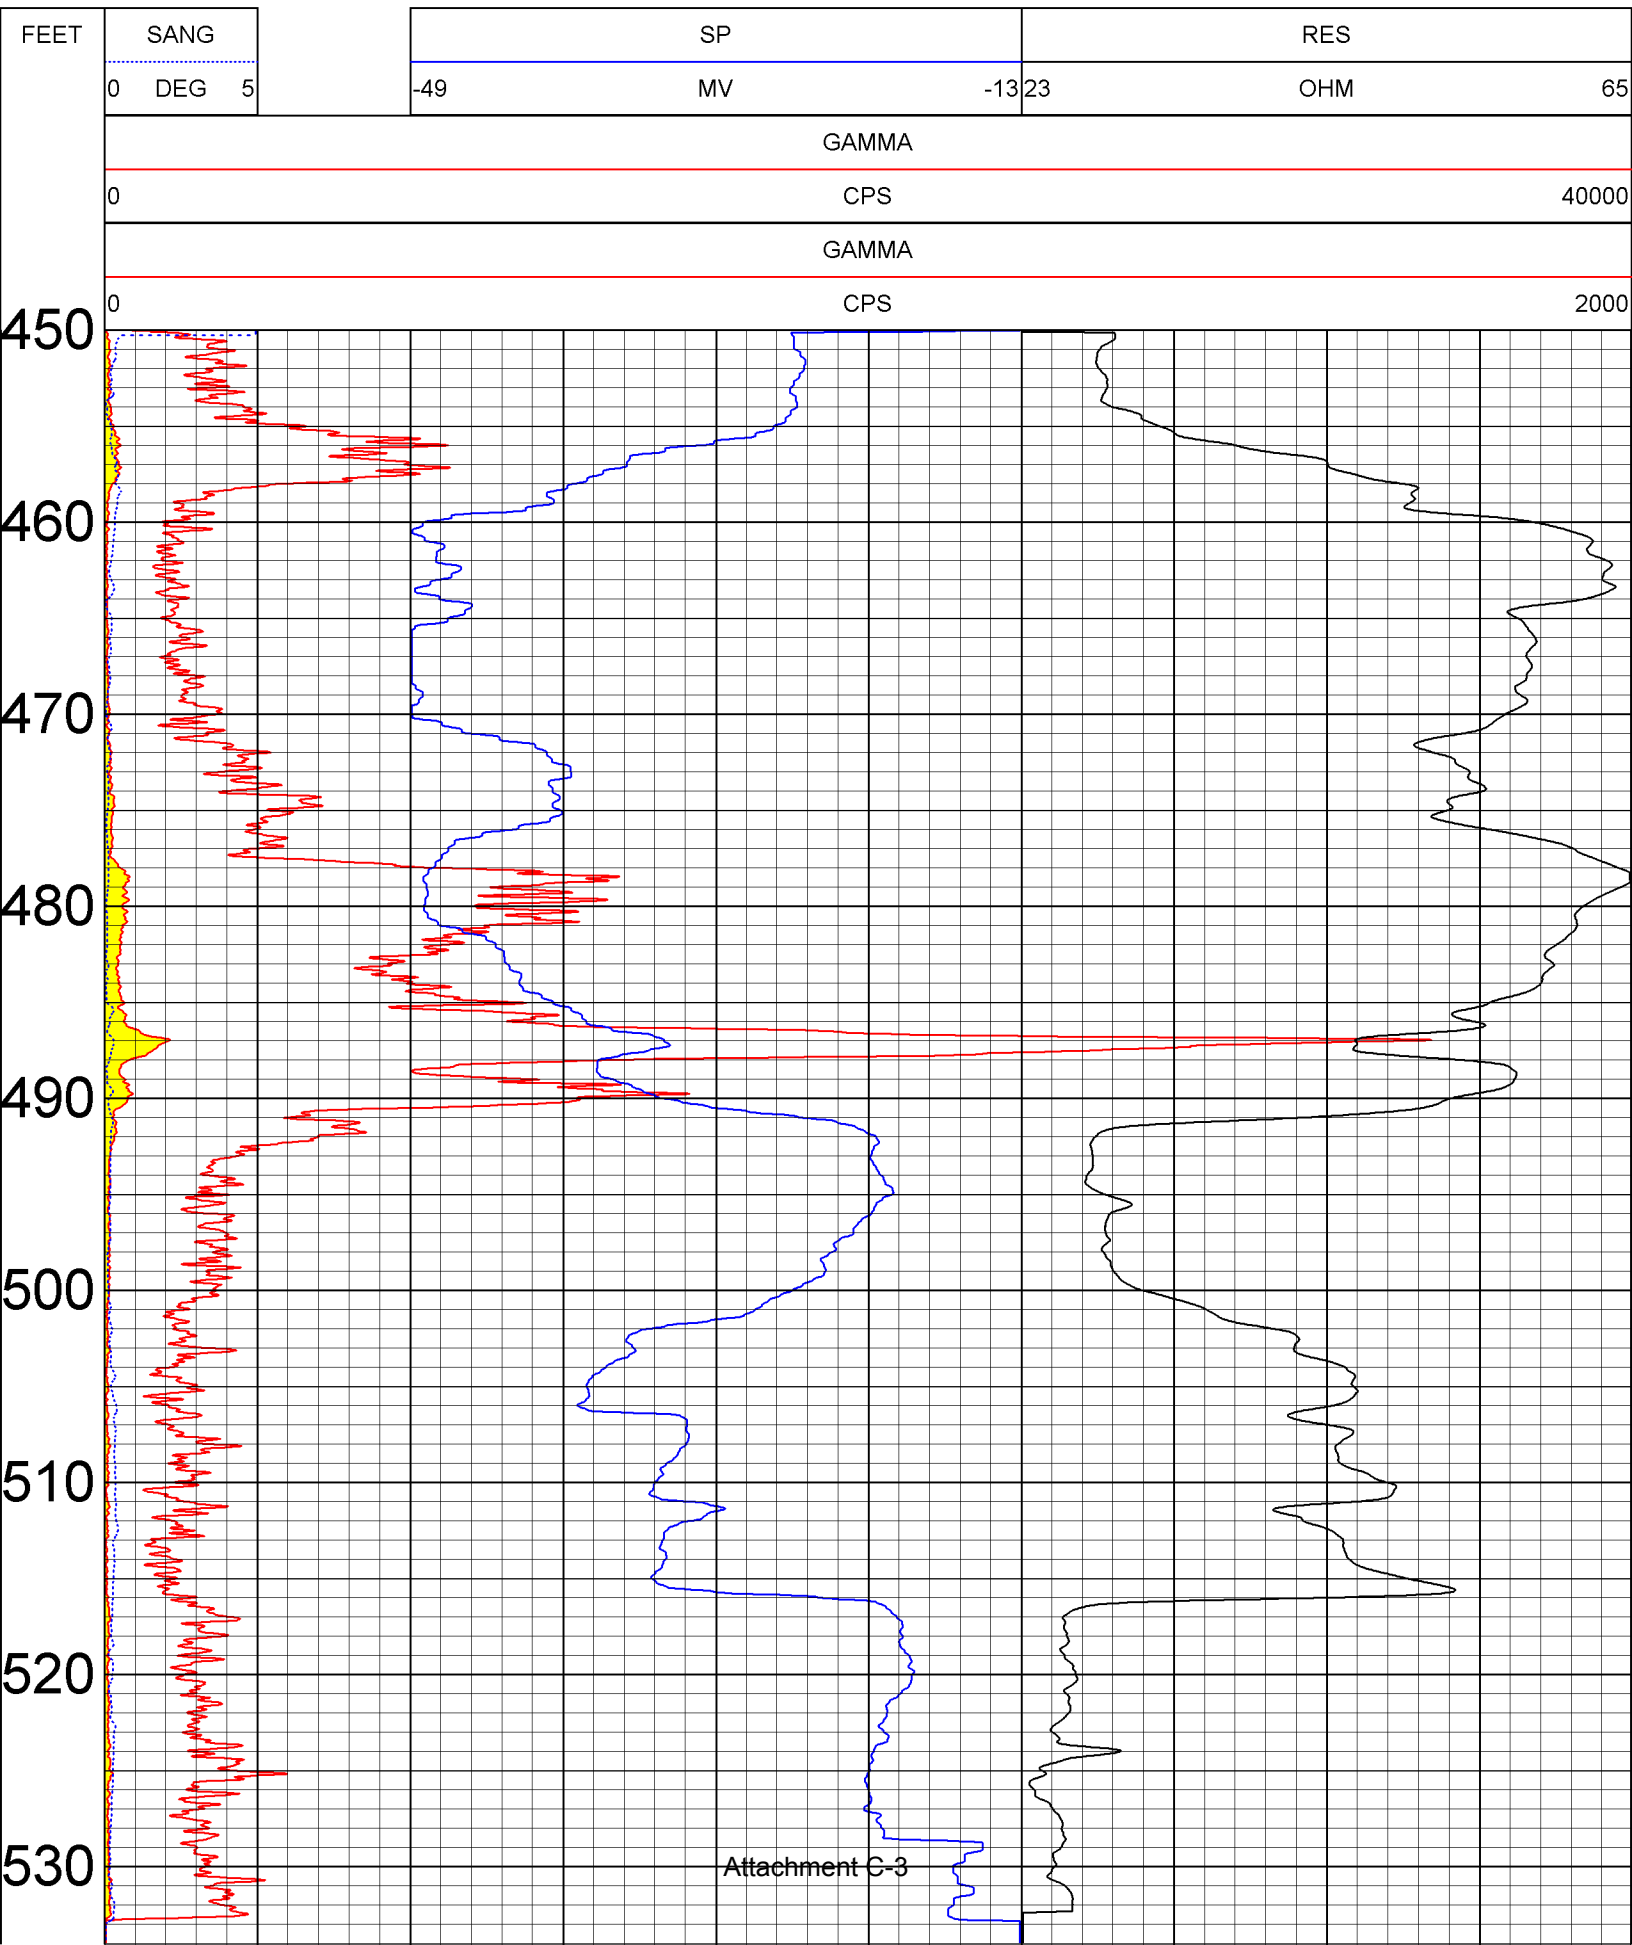 FEET SANG SP RES
0 DEG 5 -49 MV -13 23 OHM 65
GAMMA
0 CPS 40000
GAMMA
0 CPS 2000
450
460
470
480
490
500
510
520
530
Attachment C-3